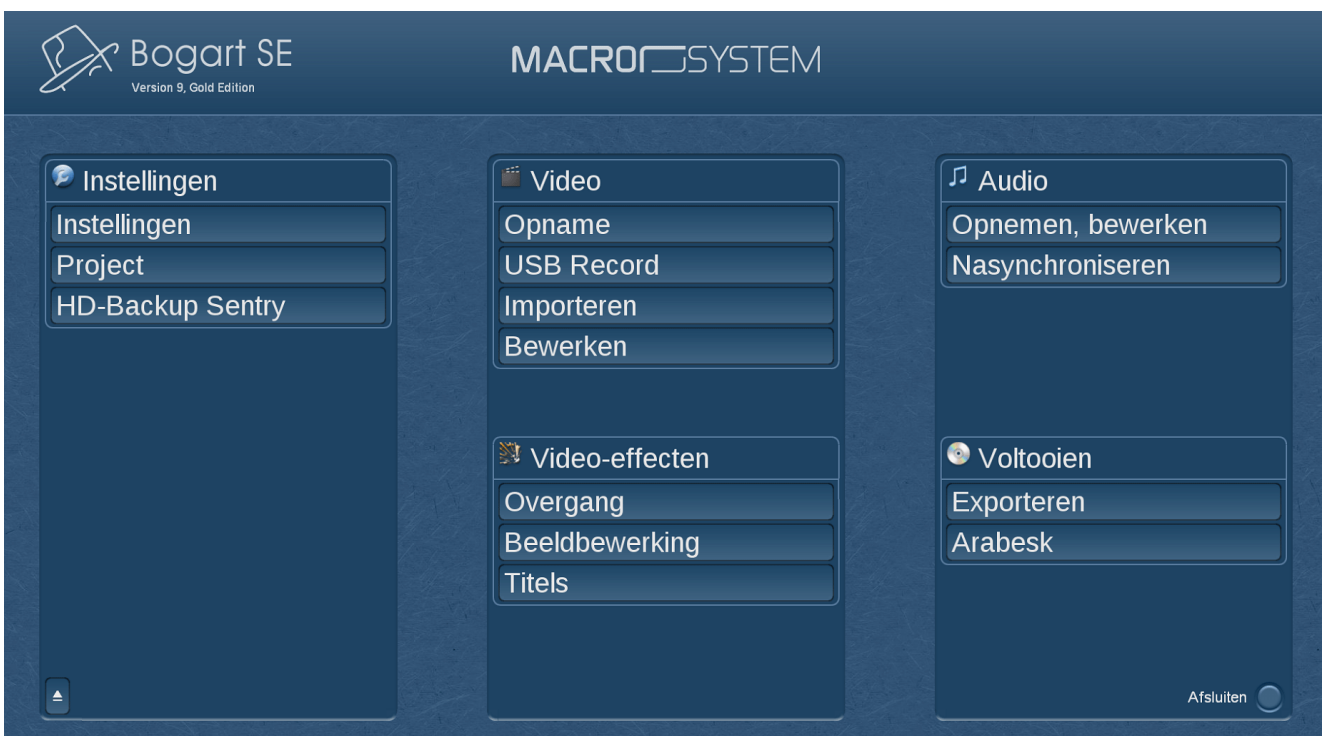 Bogart SE
Version 9, Gold Edition
MACROSYSTEM
Instellingen
Instellingen
Project
HD-Backup Sentry
Video
Opname
USB Record
Importeren
Bewerken
Video-effecten
Overgang
Beeldbewerking
Titels
Audio
Opnemen, bewerken
Nasynchroniseren
Voltooien
Exporteren
Arabesk
Afsluiten